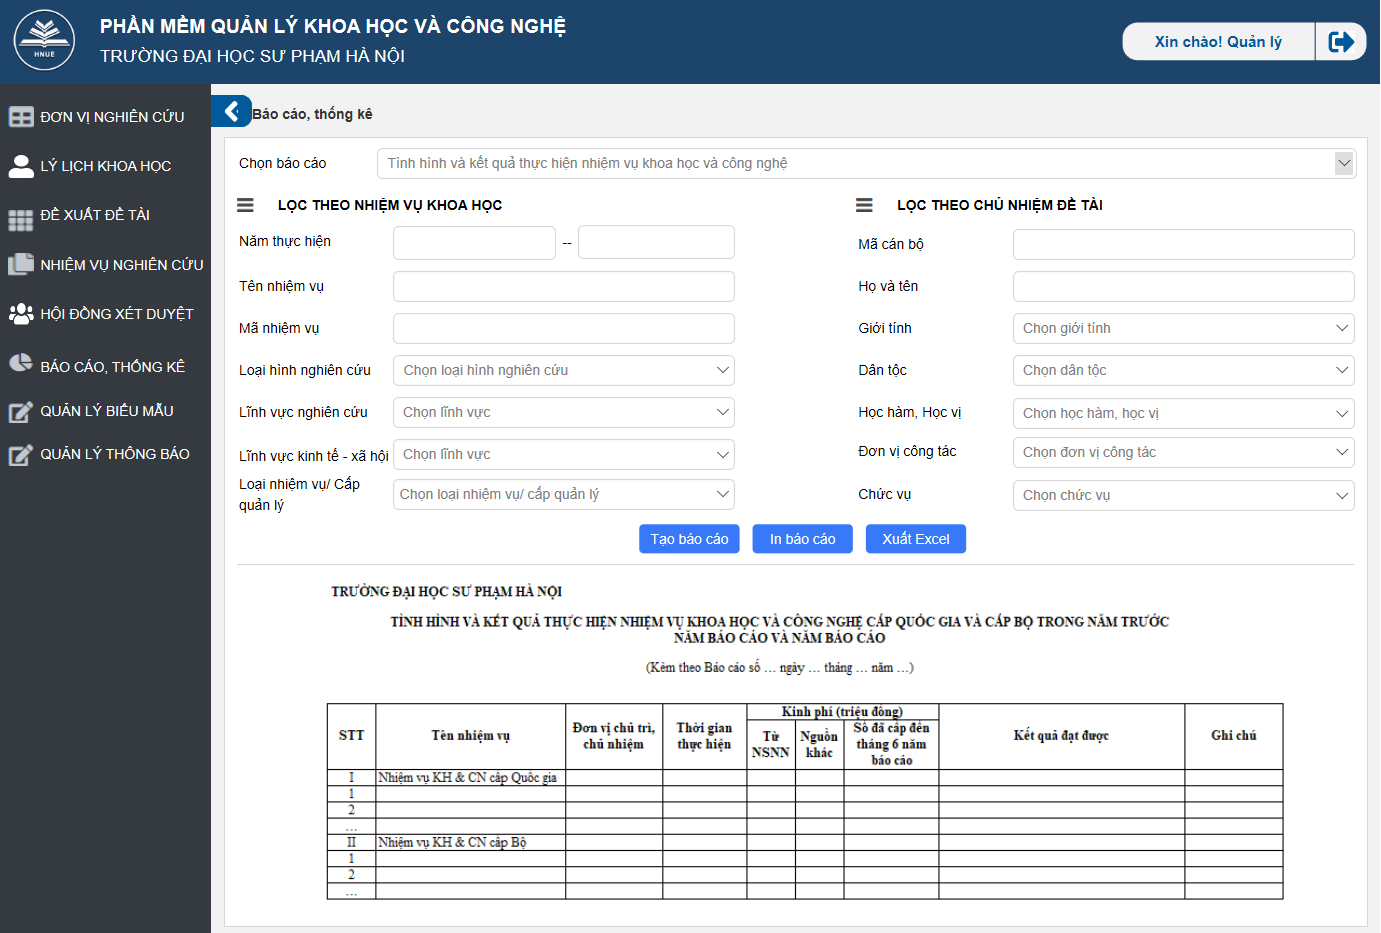 PHẦN MỀM QUẢN LÝ KHOA HỌC VÀ CÔNG NGHỆ
TRƯỜNG ĐẠI HỌC SƯ PHẠM HÀ NỘI
HNUE
Xin chào! Quản lý
ĐƠN VỊ NGHIÊN CỨU
LÝ LỊCH KHOA HỌC
ĐỀ XUẤT ĐỀ TÀI
NHIỆM VỤ NGHIÊN CỨU
HỘI ĐỒNG XÉT DUYỆT
BÁO CÁO, THỐNG KÊ
QUẢN LÝ BIỂU MẪU
QUẢN LÝ THÔNG BÁO
Báo cáo, thống kê
Chọn báo cáo
Tình hình và kết quả thực hiện nhiệm vụ khoa học và công nghệ
LỌC THEO NHIỆM VỤ KHOA HỌC
Năm thực hiện
--
Tên nhiệm vụ
Mã nhiệm vụ
Loại hình nghiên cứu
Chọn loại hình nghiên cứu
Lĩnh vực nghiên cứu
Chọn lĩnh vực
Lĩnh vực kinh tế - xã hội
Chọn lĩnh vực
Loại nhiệm vụ/ Cấp
quản lý
Chọn loại nhiệm vụ/ cấp quản lý
LỌC THEO CHỦ NHIỆM ĐỀ TÀI
Mã cán bộ
Họ và tên
Giới tính
Chọn giới tính
Dân tộc
Chọn dân tộc
Học hàm, Học vị
Chọn học hàm, học vị
Đơn vị công tác
Chọn đơn vị công tác
Chức vụ
Chọn chức vụ
Tạo báo cáo
In báo cáo
Xuất Excel
TRƯỜNG ĐẠI HỌC SƯ PHẠM HÀ NỘI
TÌNH HÌNH VÀ KẾT QUẢ THỰC HIỆN NHIỆM VỤ KHOA HỌC VÀ CÔNG NGHỆ CẤP QUỐC GIA VÀ CẤP BỘ TRONG NĂM TRƯỚC
NĂM BÁO CÁO VÀ NĂM BÁO CÁO
(Kèm theo Báo cáo số ... ngày ... tháng ... năm ...)
STT
Tên nhiệm vụ
Đơn vị chủ trì,
chủ nhiệm
Thời gian
thực hiện
Kinh phí (triệu đồng)
Từ
NSNN
Nguồn
khác
Số đã cấp đến
tháng 6 năm
báo cáo
Kết quả đạt được
Ghi chú
I Nhiệm vụ KH & CN cấp Quốc gia
1
2
...
II Nhiệm vụ KH & CN cấp Bộ
1
2
...